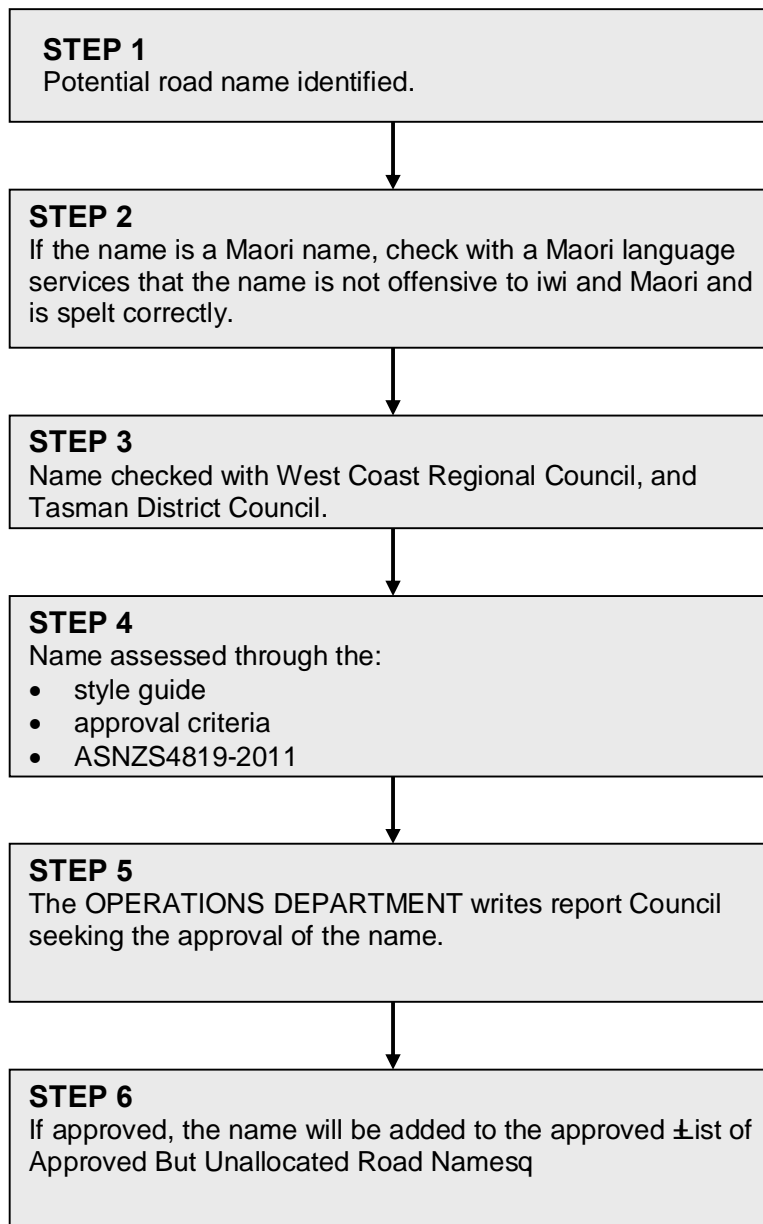 STEP 1
Potential road name identified.
STEP 2
If the name is a Maori name, check with a Maori language
services that the name is not offensive to iwi and Maori and
is spelt correctly.
STEP 3
Name checked with West Coast Regional Council, and
Tasman District Council.
STEP 4
Name assessed through the:
• style guide
• approval criteria
• ASNZS4819-2011
STEP 5
The OPERATIONS DEPARTMENT writes report Council
seeking the approval of the name.
STEP 6
If approved, the name will be added to the approved ±List of
Approved But Unallocated Road Namesq